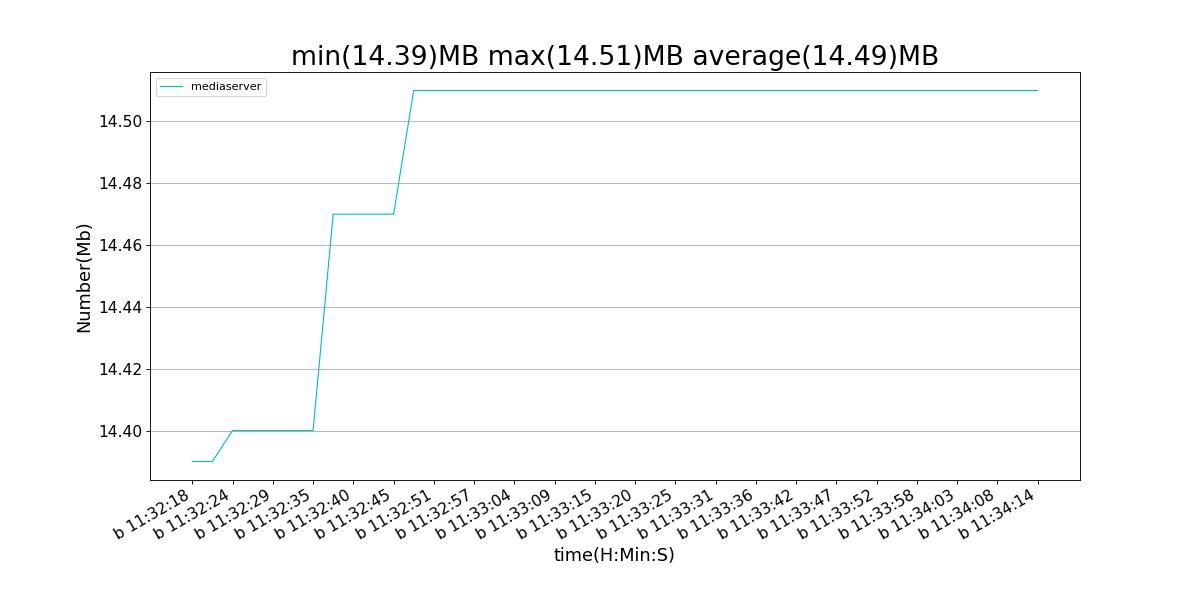 min(14.39)MB max(14.51)MB average(14.49)MB
mediaserver
14.50
14.48
14.46
14.44
14.42
14.40
Number(Mb)
b 11:32:18
b 11:32:24
b 11:32:29
b 11:32:35
b 11:32:40
b 11:32:45
b 11:32:51
b 11:32:57
b 11:33:04
b 11:33:09
b 11:33:15
b 11:33:20
b 11:33:25
b 11:33:31
b 11:33:36
b 11:33:42
b 11:33:47
b 11:33:52
b 11:33:58
b 11:34:03
b 11:34:08
b 11:34:14
time(H:Min:S)